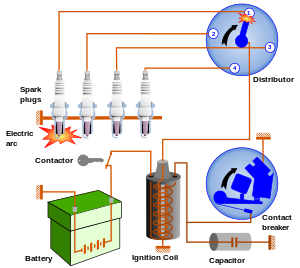 1
2
3
4
Distributor
Spark
plugs
Electric
arc
Contactor
Contact
breaker
Battery
Ignition Coil
Capacitor